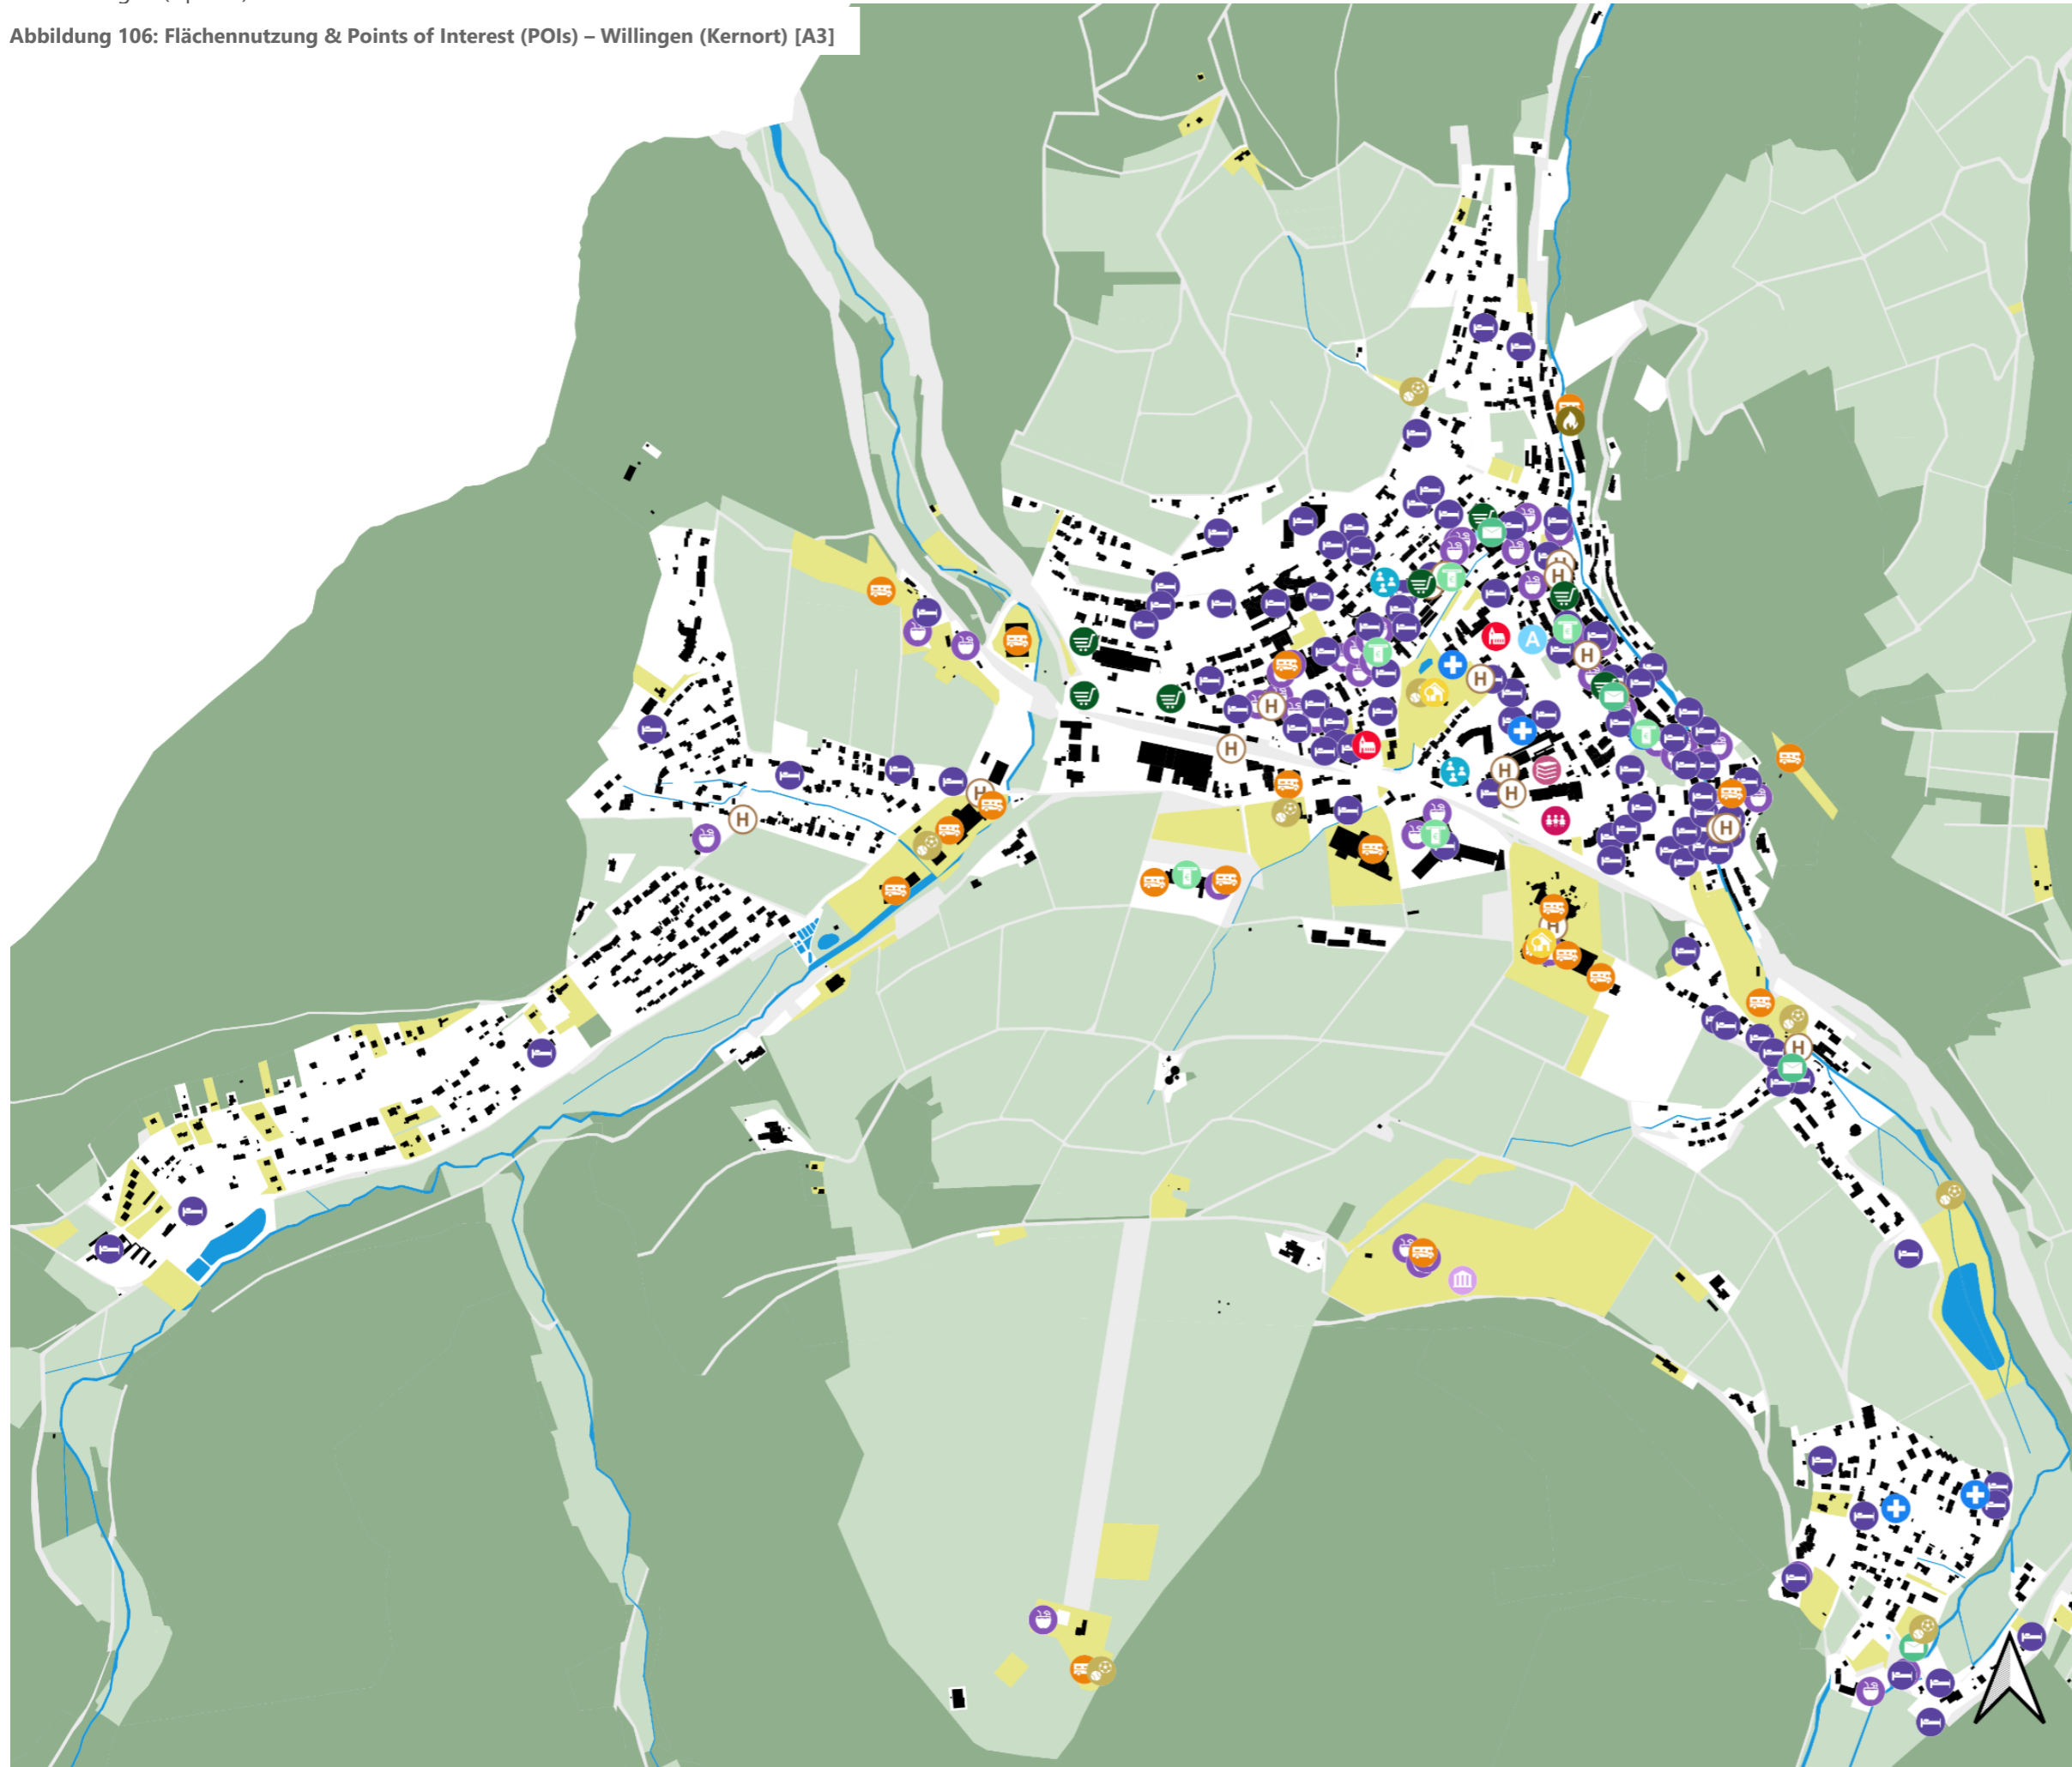 Abbildung 106: Flächennutzung & Points of Interest (POIs) – Willingen (Kernort) [A3]
H
H
H
H
A
H
H
H
H
H
H
H
H
H
H
H